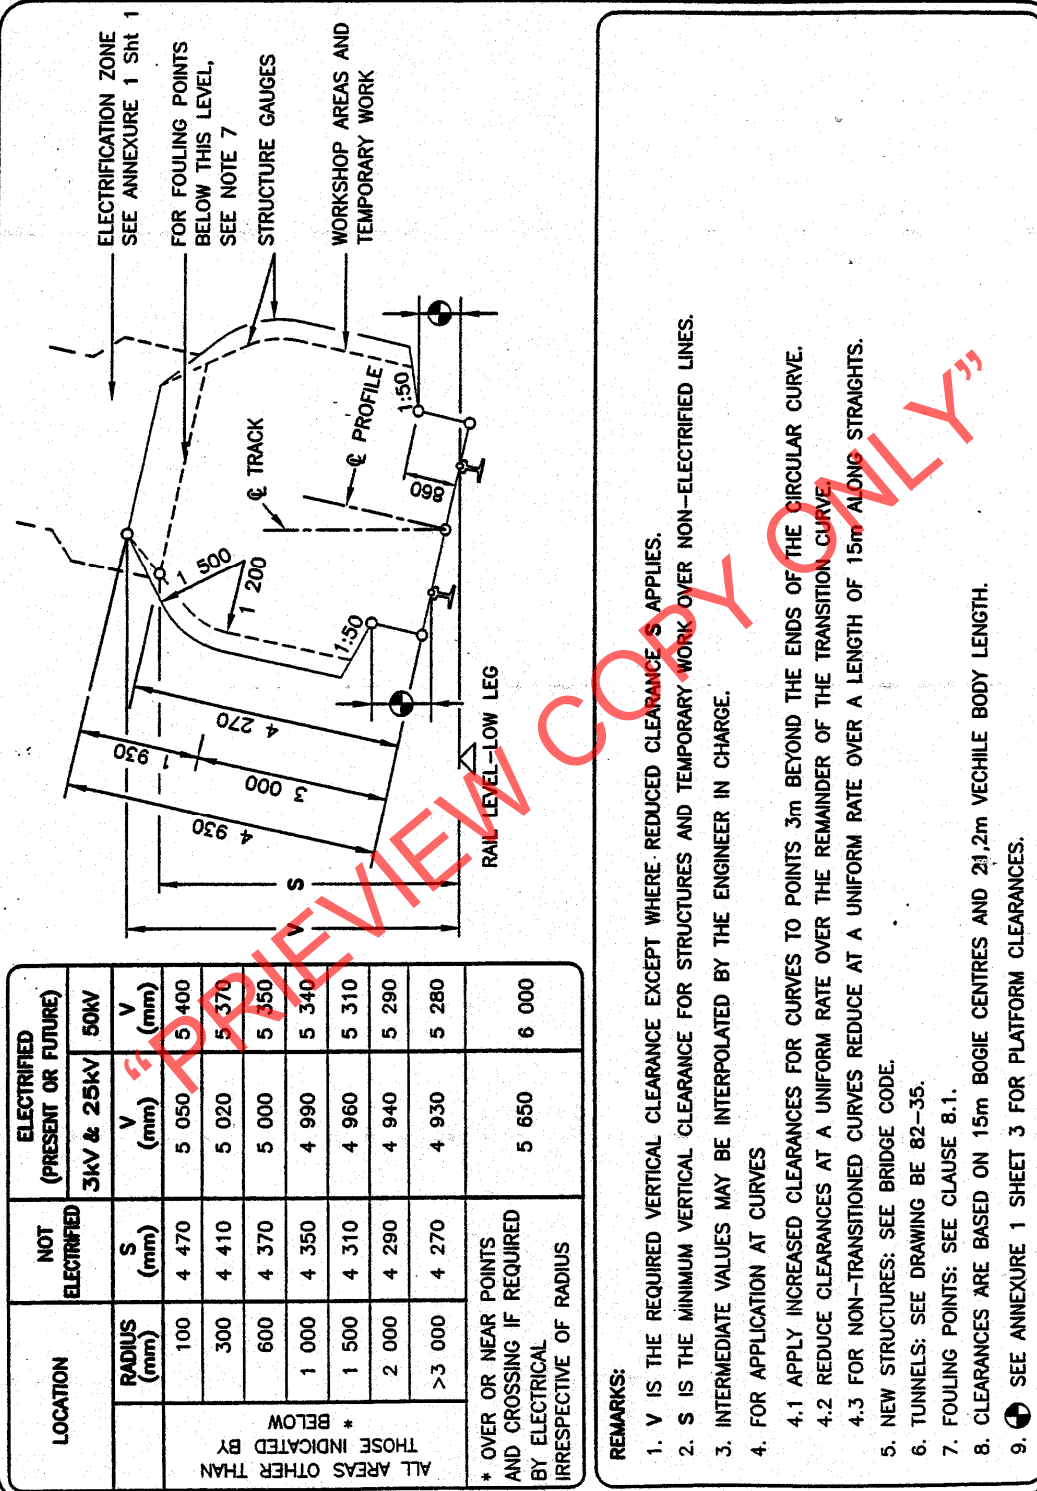 LOCATION
NOT
ELECTRIFIED
ELECTRIFIED
(PRESENT OR FUTURE)
3kV & 25kV 50kV
RADIUS
(mm)
S
(mm)
V
(mm)
V
(mm)
ALL AREAS OTHER THAN
THOSE INDICATED BY
* BELOW
100 4 470 5 050 5 400
300 4 410 5 020 5 370
600 4 370 5 000 5 350
1 000 4 350 4 990 5 340
1 500 4 310 4 960 5 310
2 000 4 290 4 940 5 290
>3 000 4 270 4 930 5 280
* OVER OR NEAR POINTS
AND CROSSING IF REQUIRED
BY ELECTRICAL
IRRESPECTIVE OF RADIUS
5 650 6 000
ELECTRIFICATION ZONE
SEE ANNEXURE 1 Sht 1
FOR FOULING POINTS
BELOW THIS LEVEL,
SEE NOTE 7
STRUCTURE GAUGES
WORKSHOP AREAS AND
TEMPORARY WORK
℄ TRACK
℄ PROFILE
1 500
1 200
1:50
1:50
860
4 270
1 930
3 000
4 930
S
V
RAIL LEVEL-LOW LEG
REMARKS:
1. V IS THE REQUIRED VERTICAL CLEARANCE EXCEPT WHERE REDUCED CLEARANCE S APPLIES.
2. S IS THE MINIMUM VERTICAL CLEARANCE FOR STRUCTURES AND TEMPORARY WORK OVER NON-ELECTRIFIED LINES.
3. INTERMEDIATE VALUES MAY BE INTERPOLATED BY THE ENGINEER IN CHARGE.
4. FOR APPLICATION AT CURVES
4.1 APPLY INCREASED CLEARANCES FOR CURVES TO POINTS 3m BEYOND THE ENDS OF THE CIRCULAR CURVE.
4.2 REDUCE CLEARANCES AT A UNIFORM RATE OVER THE REMAINDER OF THE TRANSITION CURVE.
4.3 FOR NON-TRANSITIONED CURVES REDUCE AT A UNIFORM RATE OVER A LENGTH OF 15m ALONG STRAIGHTS.
5. NEW STRUCTURES: SEE BRIDGE CODE.
6. TUNNELS: SEE DRAWING BE 82-35.
7. FOULING POINTS: SEE CLAUSE 8.1.
8. CLEARANCES ARE BASED ON 15m BOGIE CENTRES AND 21,2m VECHILE BODY LENGTH.
9. SEE ANNEXURE 1 SHEET 3 FOR PLATFORM CLEARANCES.
"PRIEVIEW COPY ONLY"